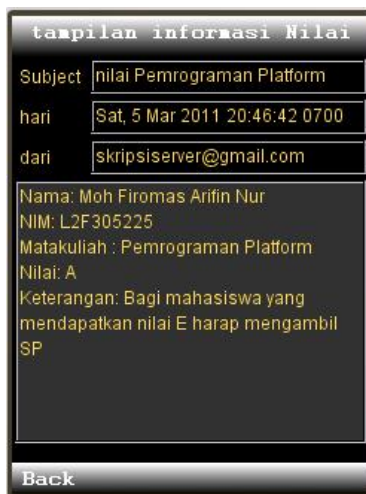 tampilan informasi Nilai
Subject nilai Pemrograman Platform
hari Sat, 5 Mar 2011 20:46:42 0700
dari skripsiserver@gmail.com
Nama: Moh Firomas Arifin Nur
NIM: L2F305225
Matakuliah : Pemrograman Platform
Nilai: A
Keterangan: Bagi mahasiswa yang
mendapatkan nilai E harap mengambil
SP
Back